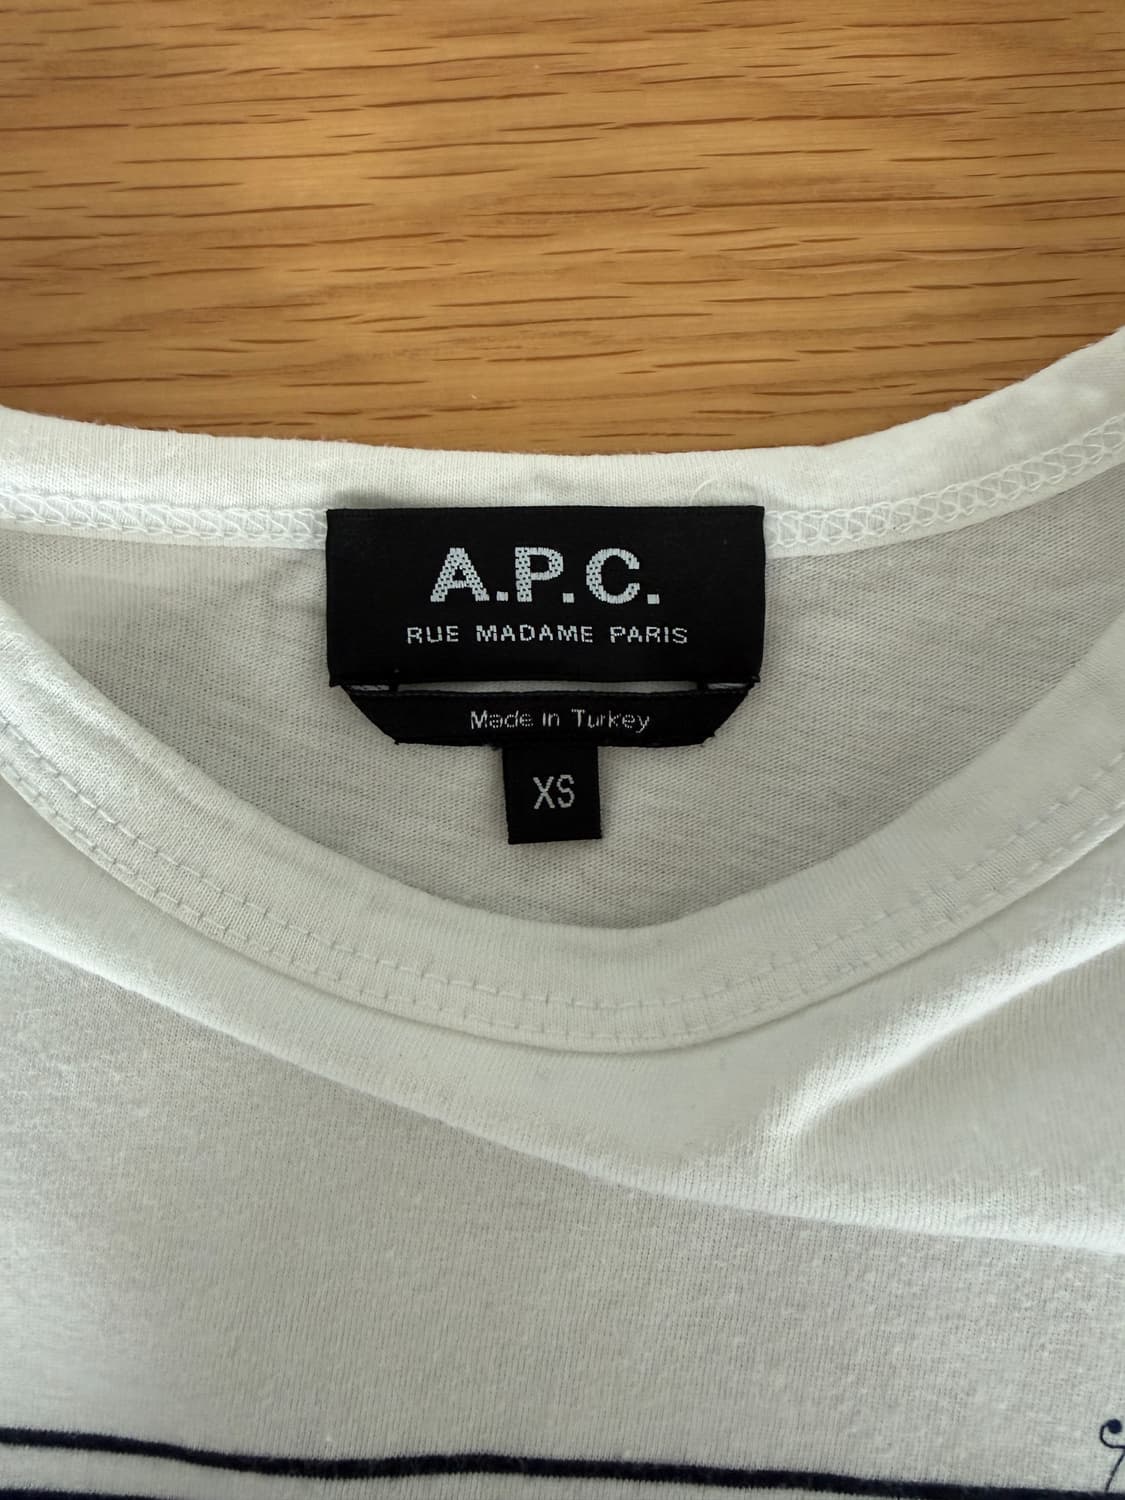 A.P.C.
RUE MADAME PARIS
Made in Turkey
XS